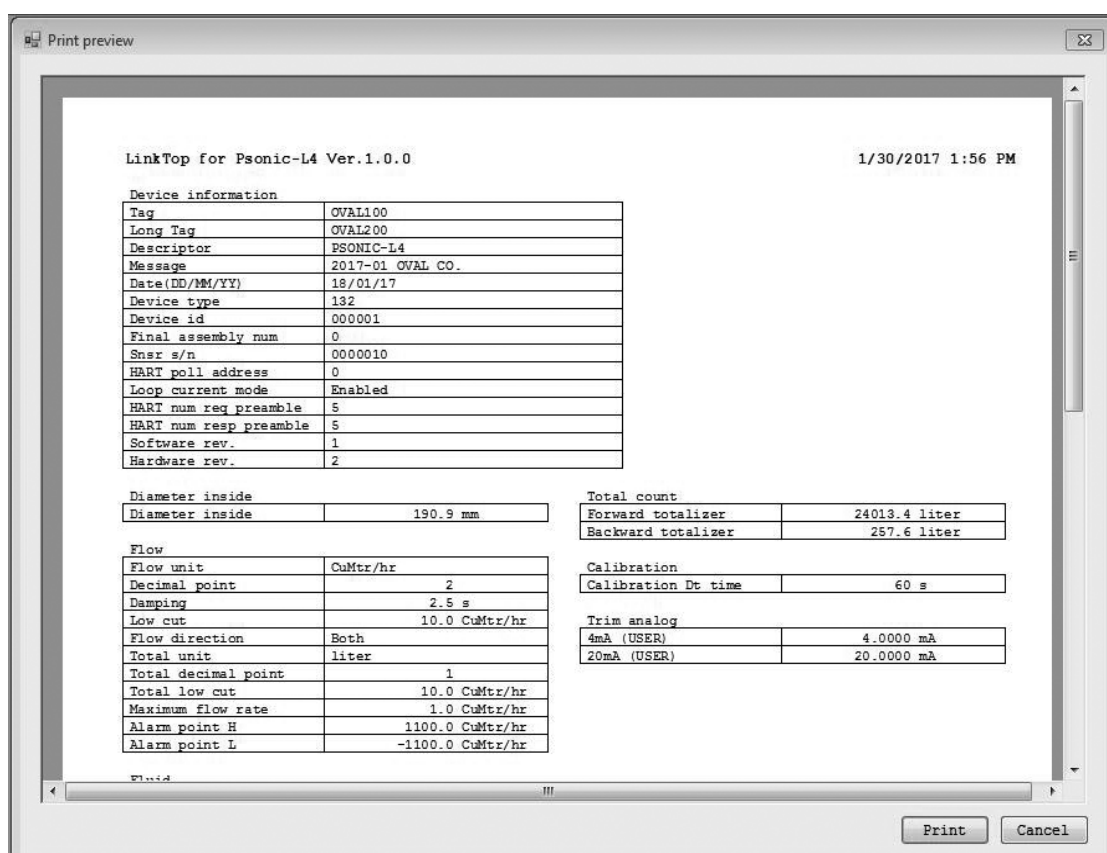 Print preview
LinkTop for Psonic-L4 Ver.1.0.0 1/30/2017 1:56 PM
Device information
Tag OVAL100
Long Tag OVAL200
Descriptor PSONIC-L4
Message 2017-01 OVAL CO.
Date(DD/MM/YY) 18/01/17
Device type 132
Device id 000001
Final assembly num 0
Snsr s/n 0000010
HART poll address 0
Loop current mode Enabled
HART num req preamble 5
HART num resp preamble 5
Software rev. 1
Hardware rev. 2
Diameter inside
Diameter inside 190.9 mm
Flow
Flow unit CuMtr/hr
Decimal point 2
Damping 2.5 s
Low cut 10.0 CuMtr/hr
Flow direction Both
Total unit liter
Total decimal point 1
Total low cut 10.0 CuMtr/hr
Maximum flow rate 1.0 CuMtr/hr
Alarm point H 1100.0 CuMtr/hr
Alarm point L -1100.0 CuMtr/hr
Fluid
Total count
Forward totalizer 24013.4 liter
Backward totalizer 257.6 liter
Calibration
Calibration Dt time 60 s
Trim analog
4mA (USER) 4.0000 mA
20mA (USER) 20.0000 mA
Print Cancel